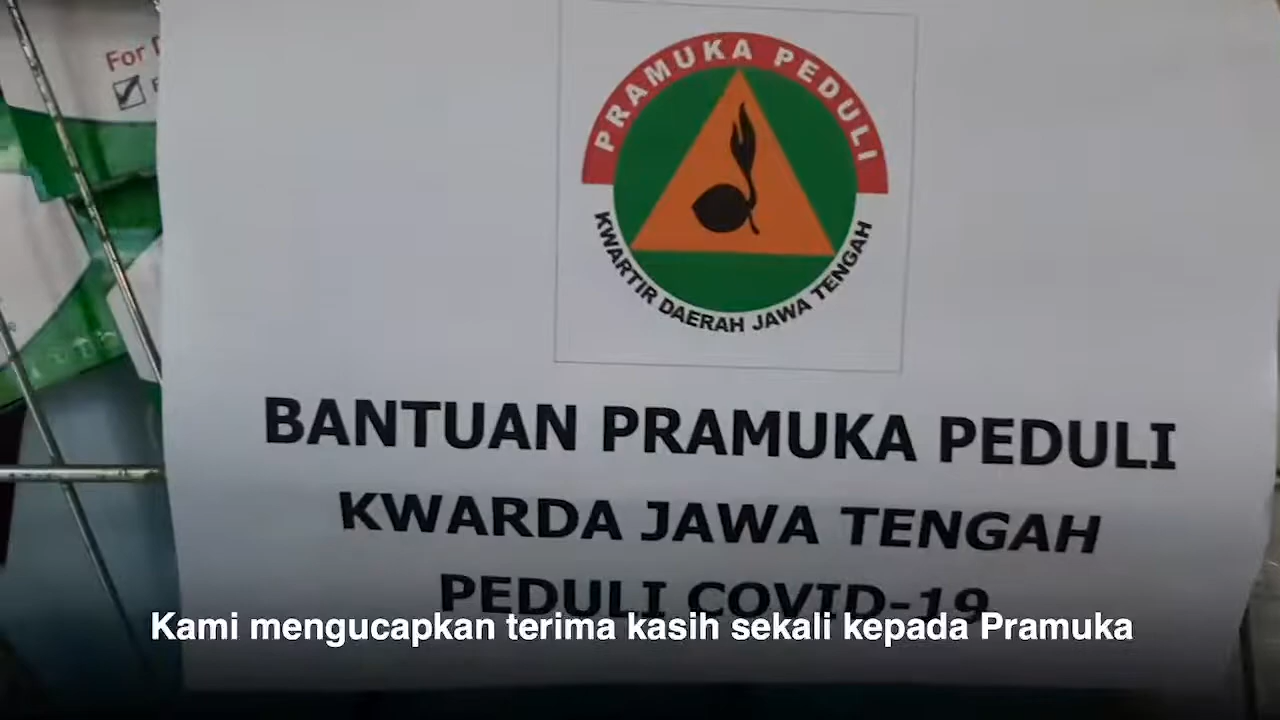 For
PRAMUKA PEDULI
KWARTIR DAERAH JAWA TENGAH
BANTUAN PRAMUKA PEDULI
KWARDA JAWA TENGAH
PEDULI COVID-19
Kami mengucapkan terima kasih sekali kepada Pramuka